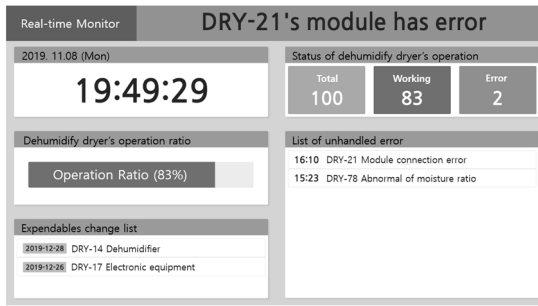 Real-time Monitor
DRY-21's module has error
2019. 11.08 (Mon)
19:49:29
Status of dehumidify dryer's operation
Total
100
Working
83
Error
2
Dehumidify dryer's operation ratio
Operation Ratio (83%)
List of unhandled error
16:10 DRY-21 Module connection error
15:23 DRY-78 Abnormal of moisture ratio
Expendables change list
2019-12-28 DRY-14 Dehumidifier
2019-12-26 DRY-17 Electronic equipment